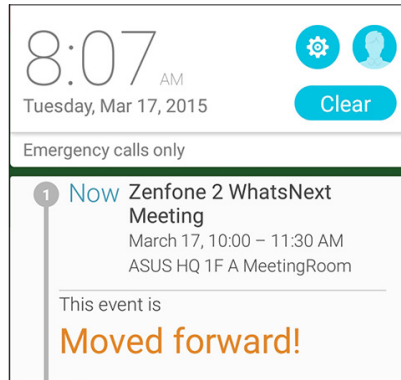 8:07 AM
Tuesday, Mar 17, 2015
Clear
Emergency calls only
1 Now Zenfone 2 WhatsNext
Meeting
March 17, 10:00 – 11:30 AM
ASUS HQ 1F A MeetingRoom
This event is
Moved forward!